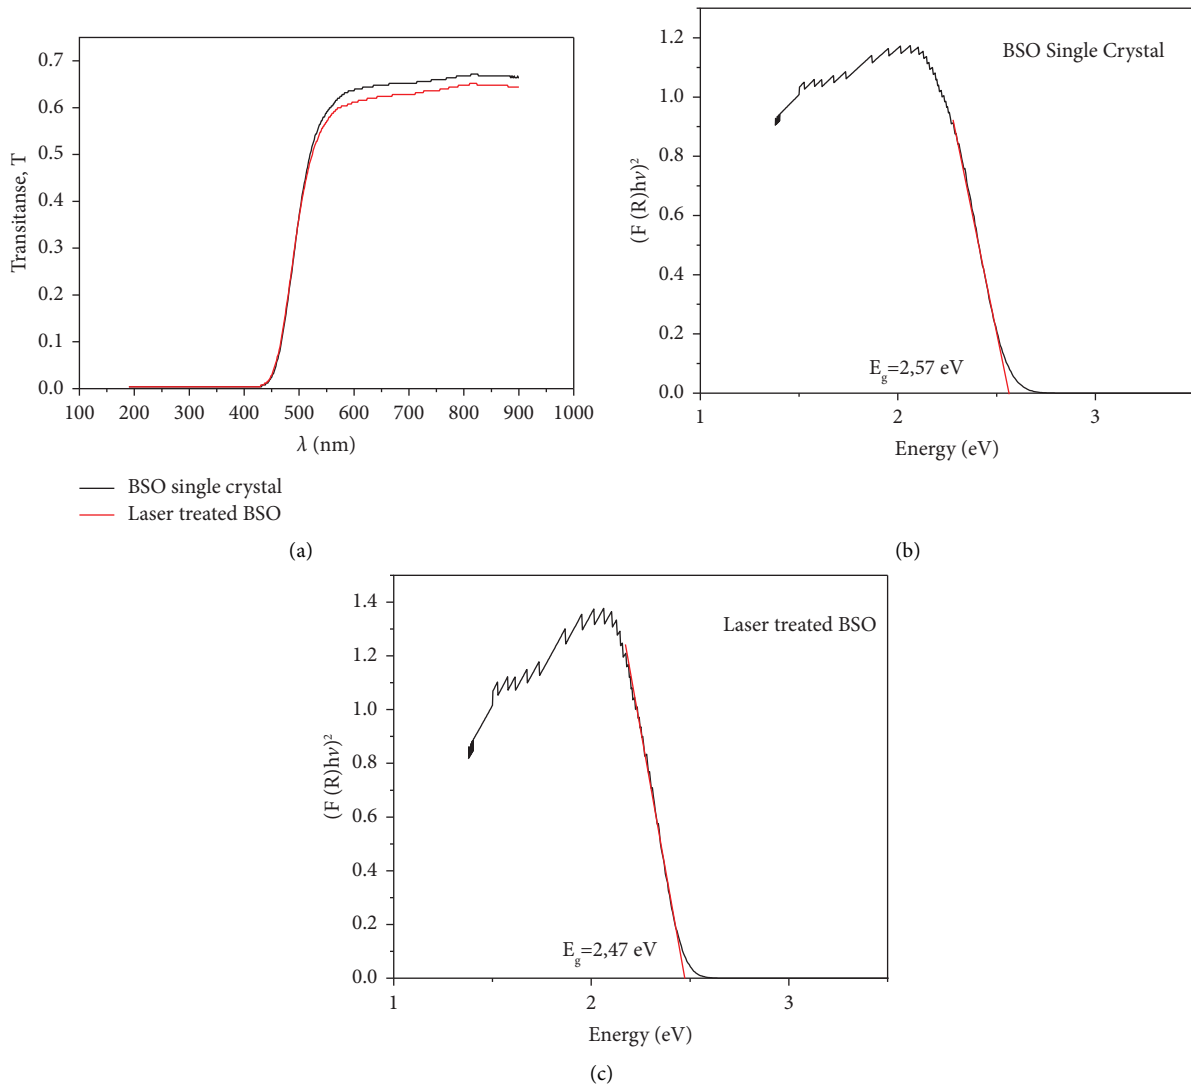 0.7
0.6
0.5
0.4
0.3
0.2
0.1
0.0
Transitanse, T
100 200 300 400 500 600 700 800 900 1000
λ (nm)
BSO single crystal
Laser treated BSO
(a)
BSO Single Crystal
1.2
1.0
0.8
0.6
0.4
0.2
0.0
(F (R)hν)²
E_g=2,57 eV
1 2 3
Energy (eV)
(b)
Laser treated BSO
1.4
1.2
1.0
0.8
0.6
0.4
0.2
0.0
(F (R)hν)²
E_g=2,47 eV
1 2 3
Energy (eV)
(c)